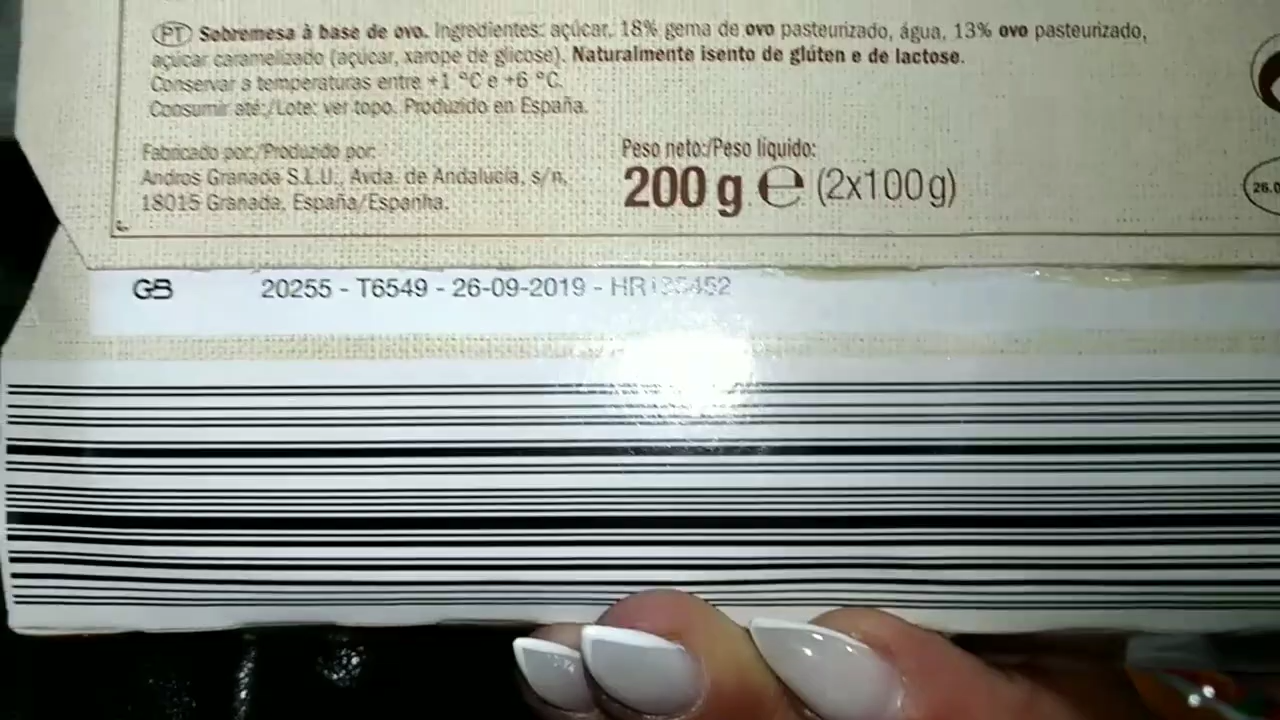 PT Sobremesa à base de ovo. Ingredientes: açúcar, 18% gema de ovo pasteurizado, água, 13% ovo pasteurizado,
açúcar caramelizado (açúcar, xarope de glicose). Naturalmente isento de glúten e de lactose.
Conservar a temperaturas entre +1 °C e +6 °C.
Consumir até:/Lote: ver topo. Produzido en España.
Fabricado por:/Produzido por:
Andros Granada S.L.U., Avda. de Andalucía, s/n,
18015 Granada, España/Espanha.
Peso neto:/Peso líquido:
200 g e (2x100g)
GB 20255 - T6549 - 26-09-2019 -